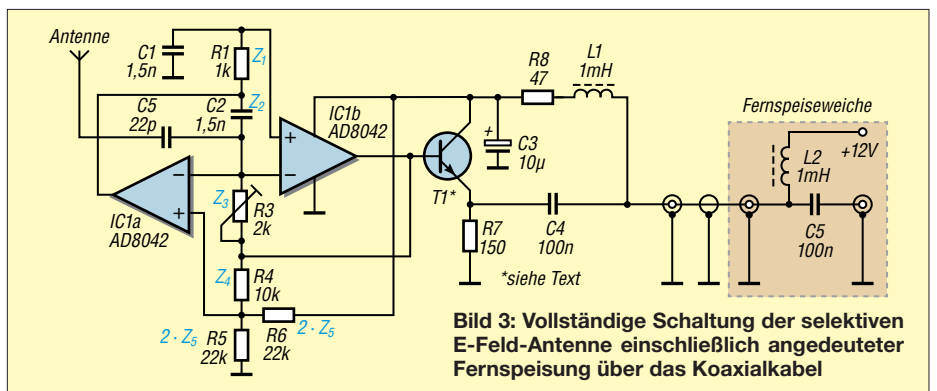 Antenne
C1
1,5n
R1
1k
Z1
C2
1,5n
Z2
C5
22p
IC1b
AD8042
+
–
IC1a
AD8042
–
+
Z3
R3
2k
Z4
R4
10k
2 · Z5
R5
22k
R6
22k
2 · Z5
T1*
R7
150
+
C3
10µ
R8
47
L1
1mH
C4
100n
*siehe Text
Fernspeiseweiche
L2
1mH
+12V
C5
100n
Bild 3: Vollständige Schaltung der selektiven
E-Feld-Antenne einschließlich angedeuteter
Fernspeisung über das Koaxialkabel